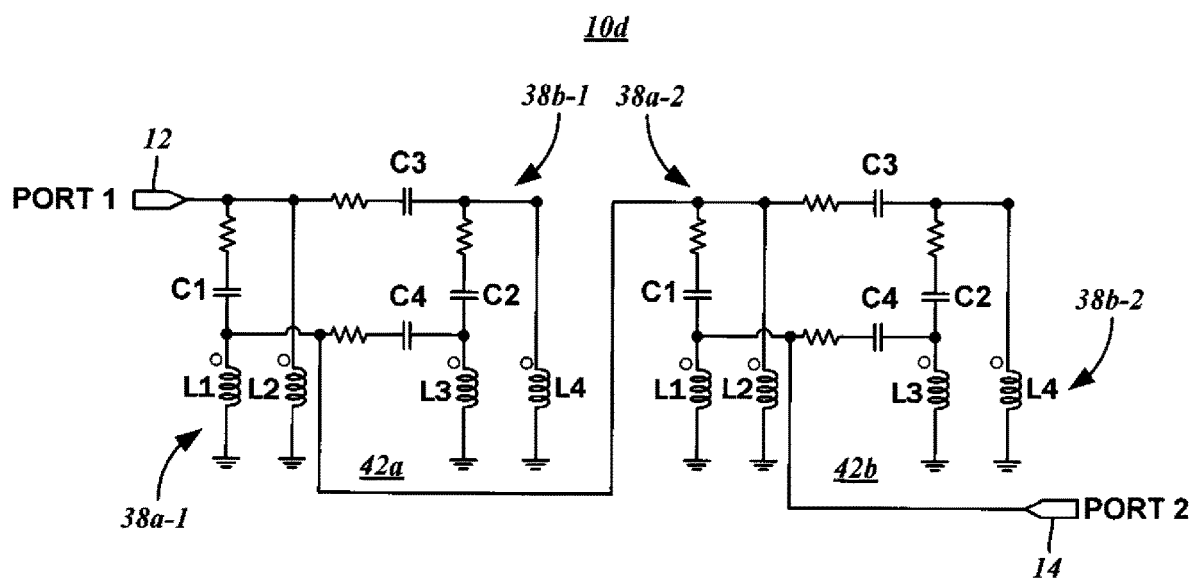 10d
38b-1 38a-2
12
C3 C3
PORT 1
C1 C4 C2 C1 C4 C2
38b-2
L1 L2 L3 L4 L1 L2 L3 L4
42a 42b
38a-1
PORT 2
14